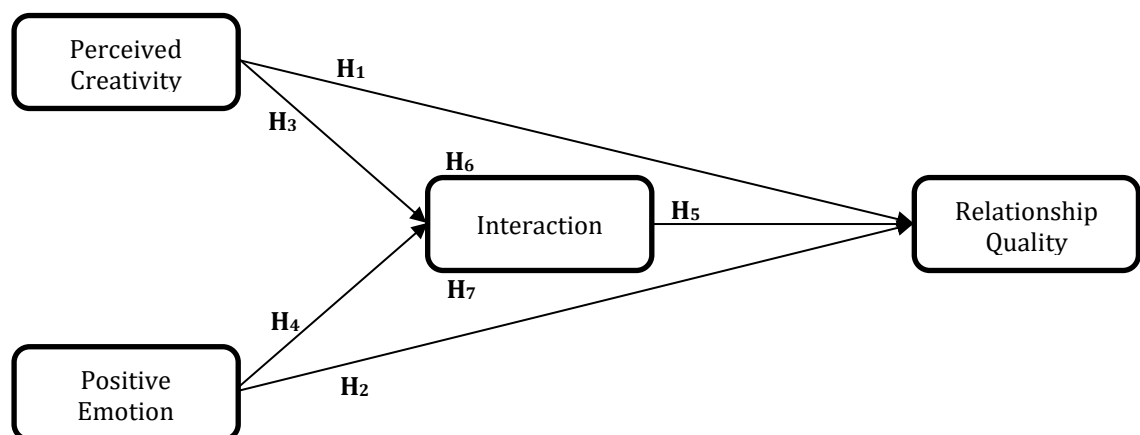 Perceived
Creativity
H1
H3
H6
Interaction
H5
Relationship
Quality
H7
H4
Positive
Emotion
H2